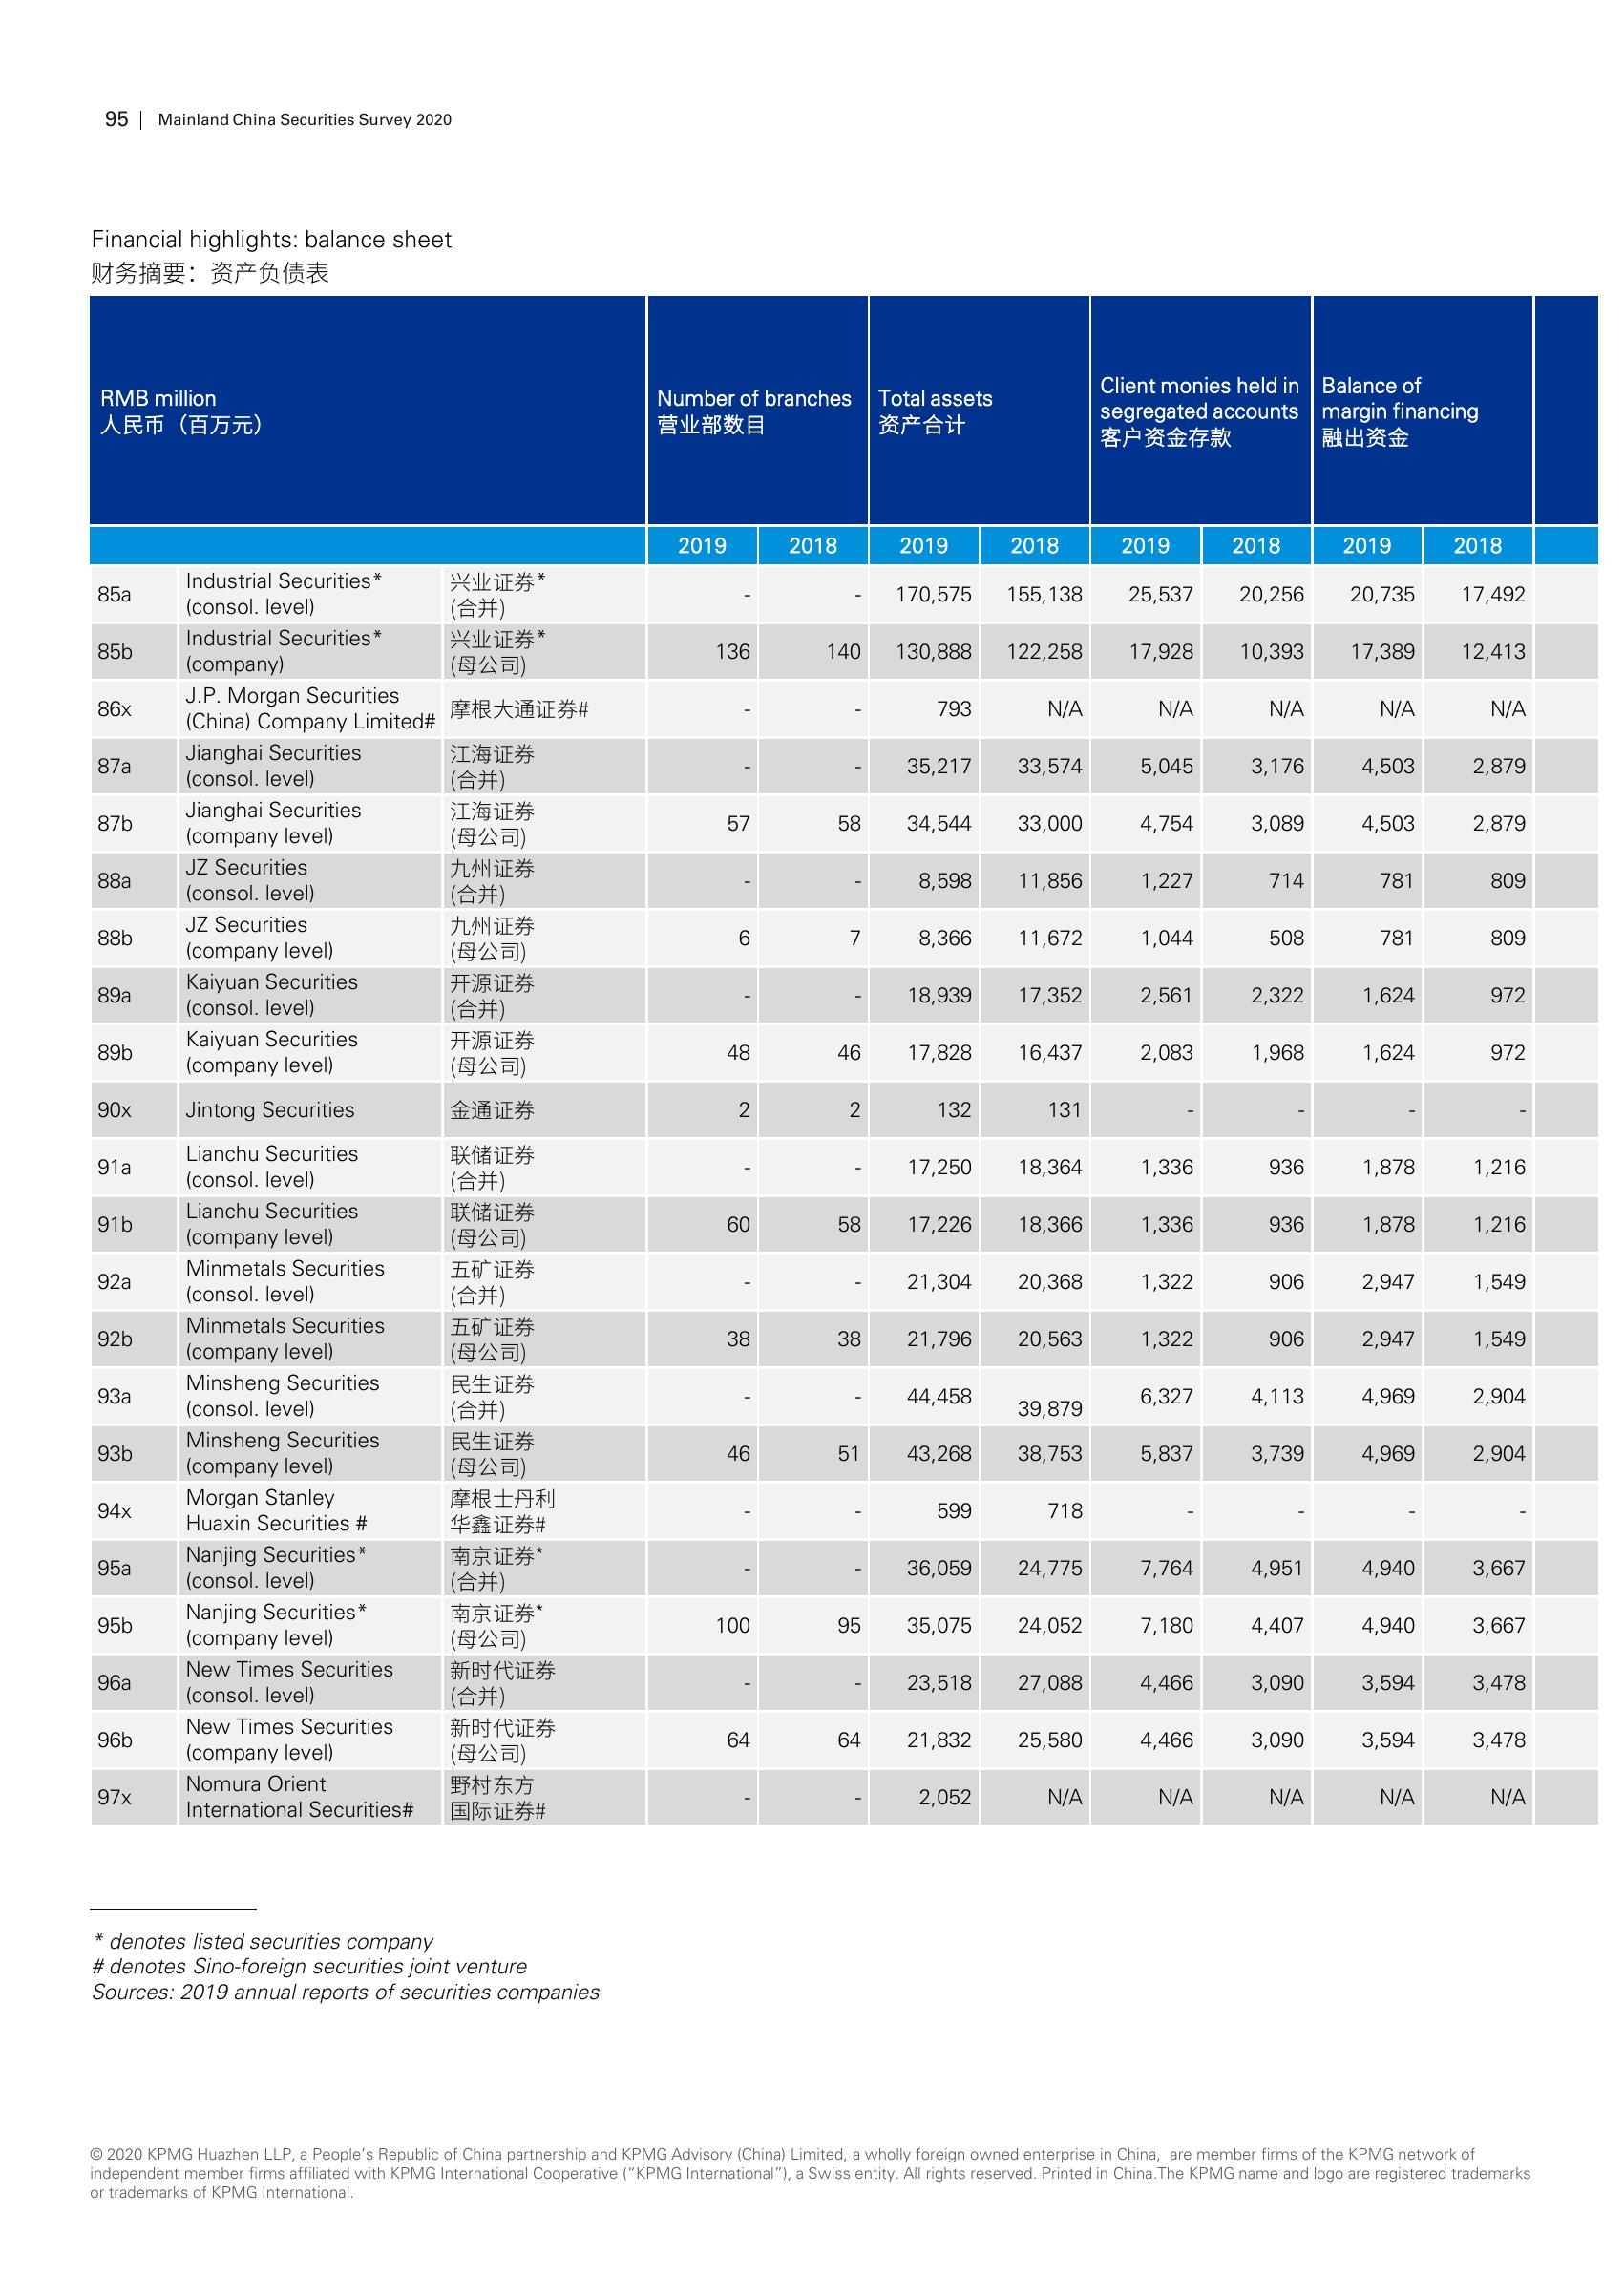 95 | Mainland China Securities Survey 2020
Financial highlights: balance sheet
财务摘要：资产负债表
RMB million
人民币（百万元）
Number of branches
营业部数目
Total assets
资产合计
Client monies held in
segregated accounts
客户资金存款
Balance of
margin financing
融出资金
2019 2018 2019 2018 2019 2018 2019 2018
85a Industrial Securities* (consol. level) 兴业证券* (合并) - - 170,575 155,138 25,537 20,256 20,735 17,492
85b Industrial Securities* (company) 兴业证券* (母公司) 136 140 130,888 122,258 17,928 10,393 17,389 12,413
86x J.P. Morgan Securities (China) Company Limited# 摩根大通证券# - - 793 N/A N/A N/A N/A N/A
87a Jianghai Securities (consol. level) 江海证券 (合并) - - 35,217 33,574 5,045 3,176 4,503 2,879
87b Jianghai Securities (company level) 江海证券 (母公司) 57 58 34,544 33,000 4,754 3,089 4,503 2,879
88a JZ Securities (consol. level) 九州证券 (合并) - - 8,598 11,856 1,227 714 781 809
88b JZ Securities (company level) 九州证券 (母公司) 6 7 8,366 11,672 1,044 508 781 809
89a Kaiyuan Securities (consol. level) 开源证券 (合并) - - 18,939 17,352 2,561 2,322 1,624 972
89b Kaiyuan Securities (company level) 开源证券 (母公司) 48 46 17,828 16,437 2,083 1,968 1,624 972
90x Jintong Securities 金通证券 2 2 132 131 - - - -
91a Lianchu Securities (consol. level) 联储证券 (合并) - - 17,250 18,364 1,336 936 1,878 1,216
91b Lianchu Securities (company level) 联储证券 (母公司) 60 58 17,226 18,366 1,336 936 1,878 1,216
92a Minmetals Securities (consol. level) 五矿证券 (合并) - - 21,304 20,368 1,322 906 2,947 1,549
92b Minmetals Securities (company level) 五矿证券 (母公司) 38 38 21,796 20,563 1,322 906 2,947 1,549
93a Minsheng Securities (consol. level) 民生证券 (合并) - - 44,458 39,879 6,327 4,113 4,969 2,904
93b Minsheng Securities (company level) 民生证券 (母公司) 46 51 43,268 38,753 5,837 3,739 4,969 2,904
94x Morgan Stanley Huaxin Securities # 摩根士丹利 华鑫证券# - - 599 718 - - - -
95a Nanjing Securities* (consol. level) 南京证券* (合并) - - 36,059 24,775 7,764 4,951 4,940 3,667
95b Nanjing Securities* (company level) 南京证券* (母公司) 100 95 35,075 24,052 7,180 4,407 4,940 3,667
96a New Times Securities (consol. level) 新时代证券 (合并) - - 23,518 27,088 4,466 3,090 3,594 3,478
96b New Times Securities (company level) 新时代证券 (母公司) 64 64 21,832 25,580 4,466 3,090 3,594 3,478
97x Nomura Orient International Securities# 野村东方 国际证券# - - 2,052 N/A N/A N/A N/A N/A
* denotes listed securities company
# denotes Sino-foreign securities joint venture
Sources: 2019 annual reports of securities companies
© 2020 KPMG Huazhen LLP, a People’s Republic of China partnership and KPMG Advisory (China) Limited, a wholly foreign owned enterprise in China, are member firms of the KPMG network of
independent member firms affiliated with KPMG International Cooperative (“KPMG International”), a Swiss entity. All rights reserved. Printed in China.The KPMG name and logo are registered trademarks
or trademarks of KPMG International.